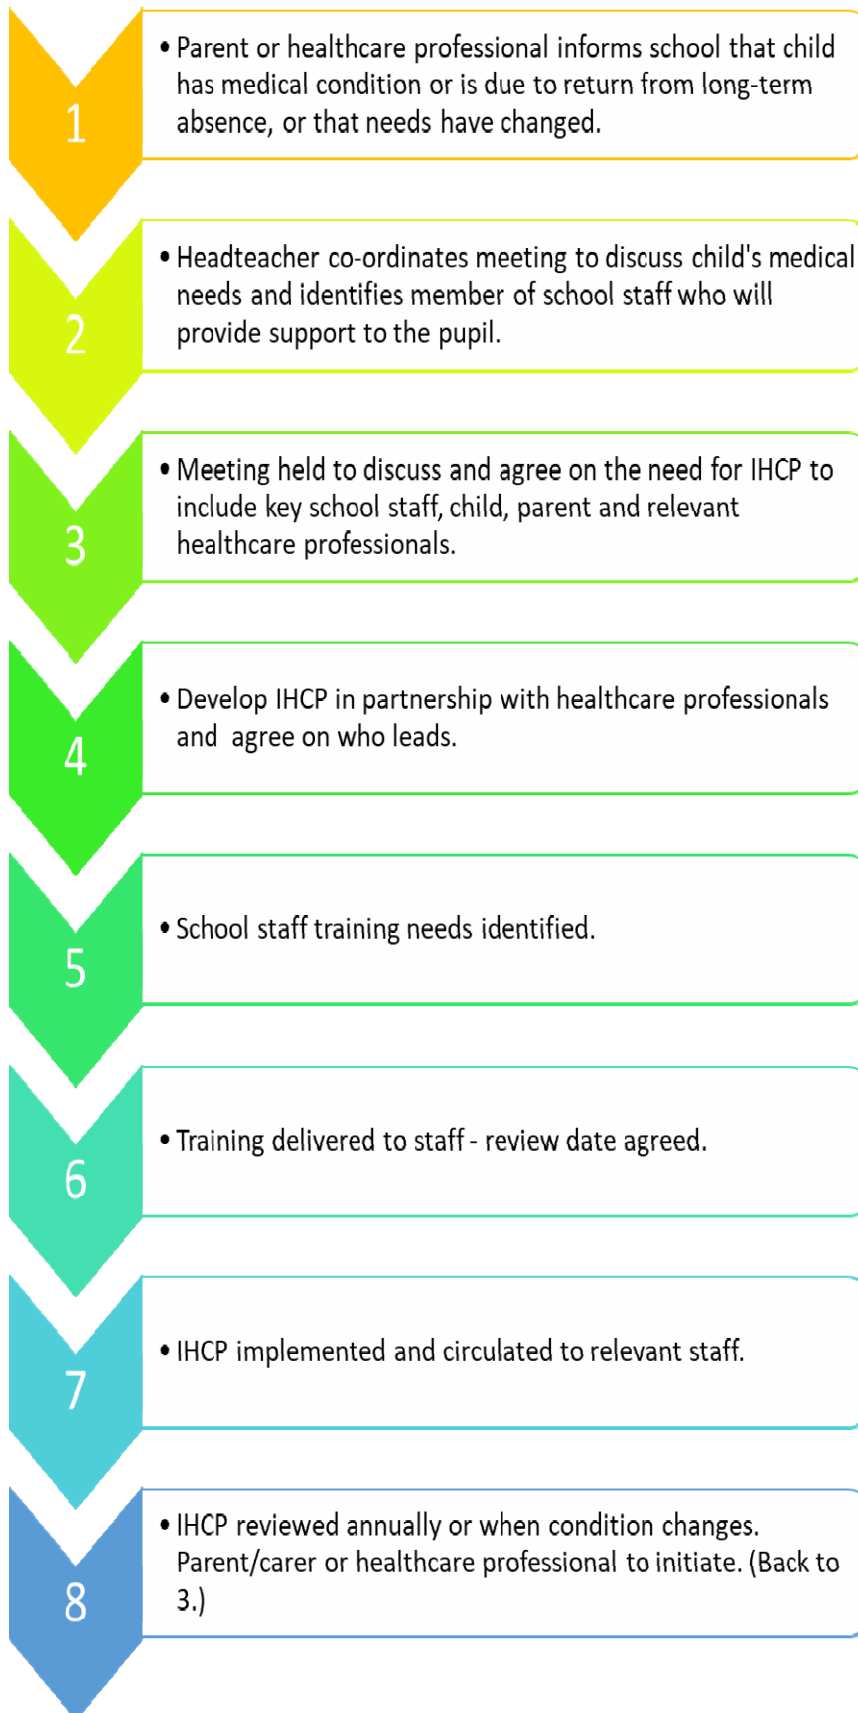 1
• Parent or healthcare professional informs school that child
has medical condition or is due to return from long-term
absence, or that needs have changed.
2
• Headteacher co-ordinates meeting to discuss child's medical
needs and identifies member of school staff who will
provide support to the pupil.
3
• Meeting held to discuss and agree on the need for IHCP to
include key school staff, child, parent and relevant
healthcare professionals.
4
• Develop IHCP in partnership with healthcare professionals
and  agree on who leads.
5
• School staff training needs identified.
6
• Training delivered to staff - review date agreed.
7
• IHCP implemented and circulated to relevant staff.
8
• IHCP reviewed annually or when condition changes.
Parent/carer or healthcare professional to initiate. (Back to
3.)